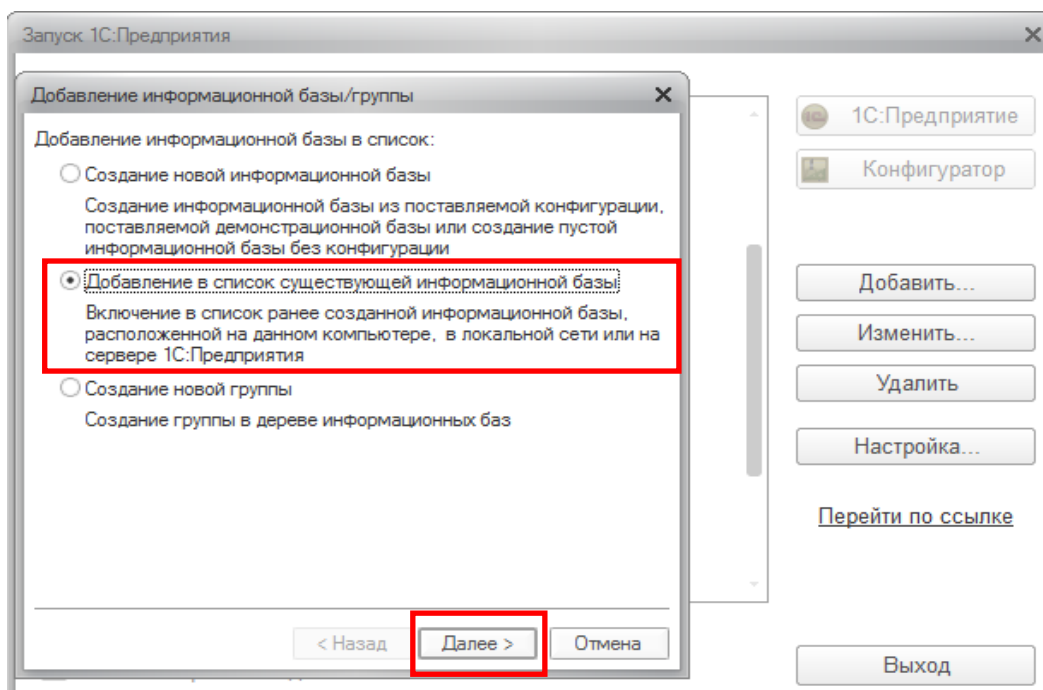 Запуск 1С:Предприятия
Добавление информационной базы/группы
Добавление информационной базы в список:
Создание новой информационной базы
Создание информационной базы из поставляемой конфигурации,
поставляемой демонстрационной базы или создание пустой
информационной базы без конфигурации
Добавление в список существующей информационной базы
Включение в список ранее созданной информационной базы,
расположенной на данном компьютере, в локальной сети или на
сервере 1С:Предприятия
Создание новой группы
Создание группы в дереве информационных баз
< Назад
Далее >
Отмена
1С:Предприятие
Конфигуратор
Добавить...
Изменить...
Удалить
Настройка...
Перейти по ссылке
Выход